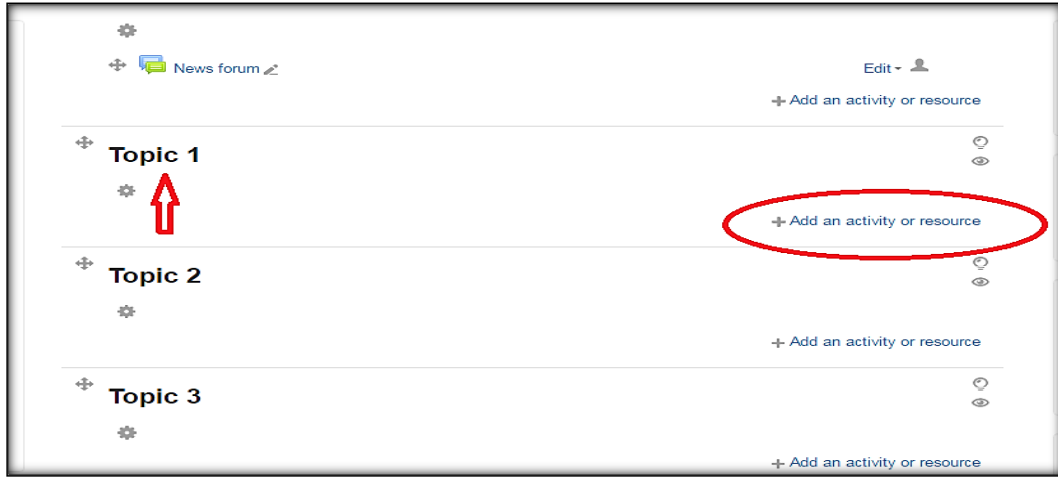 News forum
Edit
Add an activity or resource
Topic 1
Add an activity or resource
Topic 2
Add an activity or resource
Topic 3
Add an activity or resource